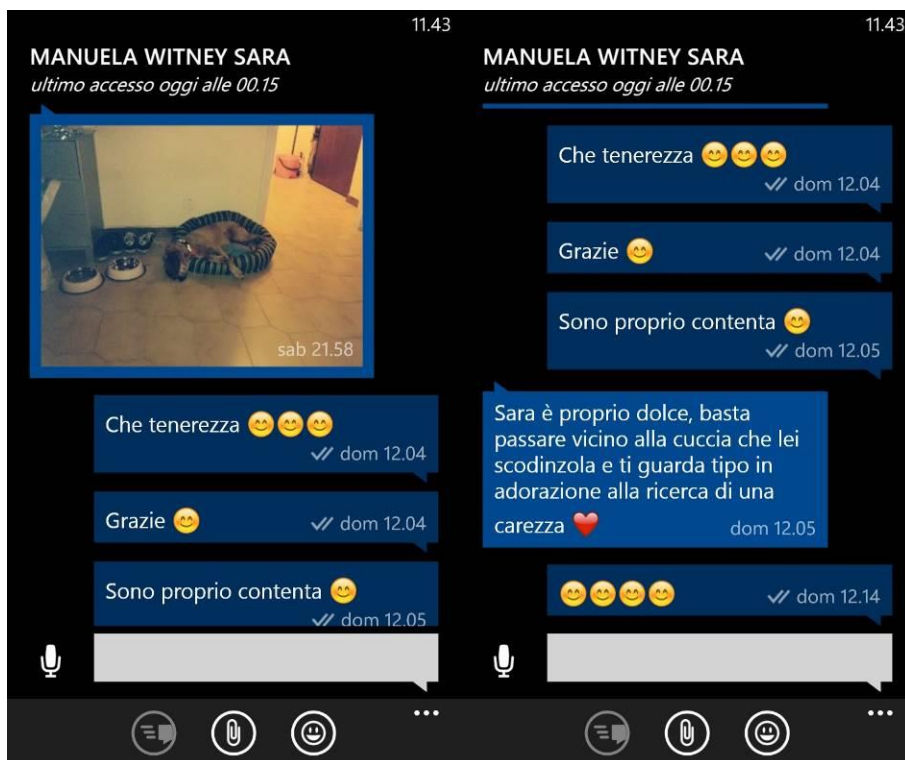 11.43
MANUELA WITNEY SARA
ultimo accesso oggi alle 00.15
sab 21.58
Che tenerezza 😊😊😊
dom 12.04
Grazie 😊 dom 12.04
Sono proprio contenta 😊
dom 12.05
11.43
MANUELA WITNEY SARA
ultimo accesso oggi alle 00.15
Che tenerezza 😊😊😊
dom 12.04
Grazie 😊 dom 12.04
Sono proprio contenta 😊
dom 12.05
Sara è proprio dolce, basta
passare vicino alla cuccia che lei
scodinzola e ti guarda tipo in
adorazione alla ricerca di una
carezza ❤️ dom 12.05
😊😊😊😊 dom 12.14